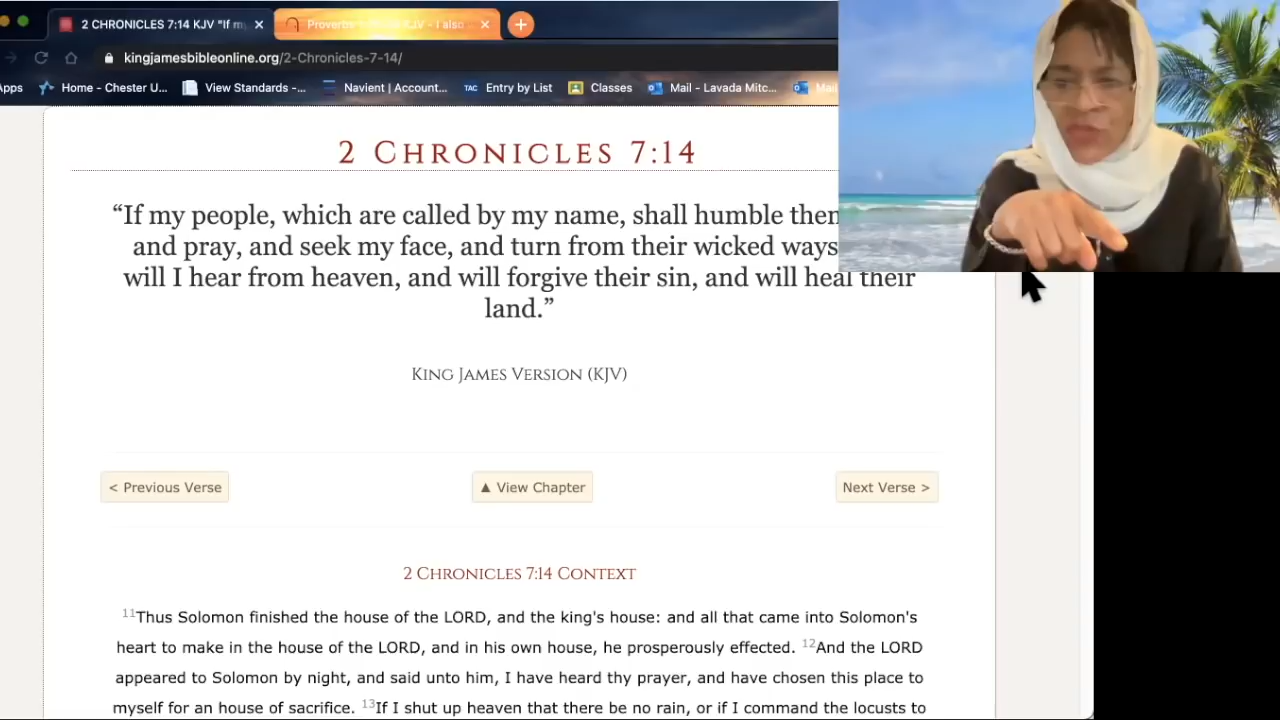 2 CHRONICLES 7:14 KJV "If my
Proverbs KJV - I also
kingjamesbibleonline.org/2-Chronicles-7-14/
Apps Home - Chester U... View Standards -... Navient | Account... TAC Entry by List Classes Mail - Lavada Mitc... Mail
2 CHRONICLES 7:14
“If my people, which are called by my name, shall humble them
and pray, and seek my face, and turn from their wicked ways
will I hear from heaven, and will forgive their sin, and will heal their
land.”
KING JAMES VERSION (KJV)
< Previous Verse ▲ View Chapter Next Verse >
2 CHRONICLES 7:14 CONTEXT
11Thus Solomon finished the house of the LORD, and the king's house: and all that came into Solomon's
heart to make in the house of the LORD, and in his own house, he prosperously effected. 12And the LORD
appeared to Solomon by night, and said unto him, I have heard thy prayer, and have chosen this place to
myself for an house of sacrifice. 13If I shut up heaven that there be no rain, or if I command the locusts to